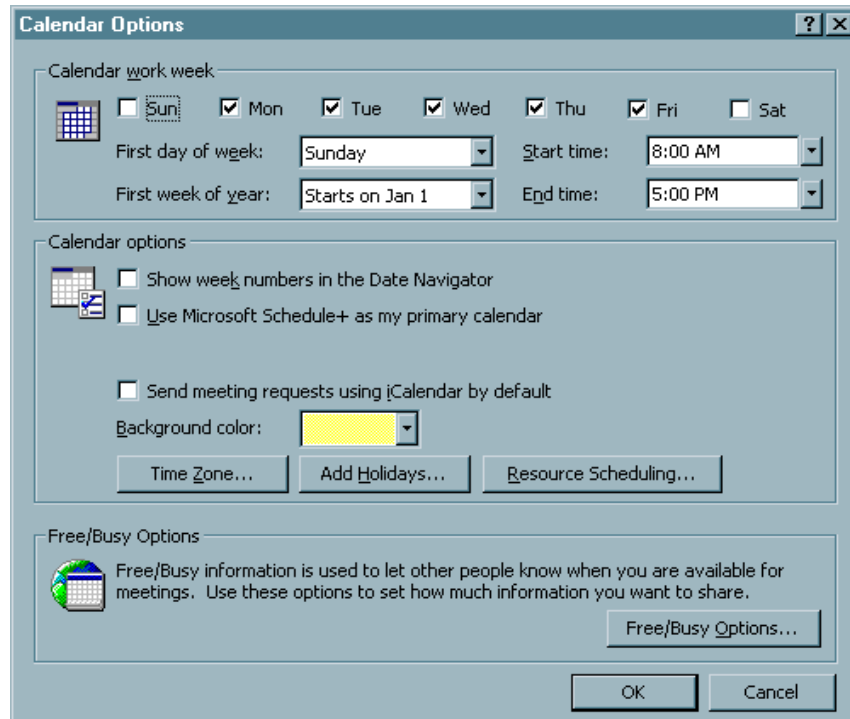 Calendar Options
Calendar work week
Sun Mon Tue Wed Thu Fri Sat
First day of week: Sunday Start time: 8:00 AM
First week of year: Starts on Jan 1 End time: 5:00 PM
Calendar options
Show week numbers in the Date Navigator
Use Microsoft Schedule+ as my primary calendar
Send meeting requests using iCalendar by default
Background color:
Time Zone... Add Holidays... Resource Scheduling...
Free/Busy Options
Free/Busy information is used to let other people know when you are available for
meetings. Use these options to set how much information you want to share.
Free/Busy Options...
OK Cancel